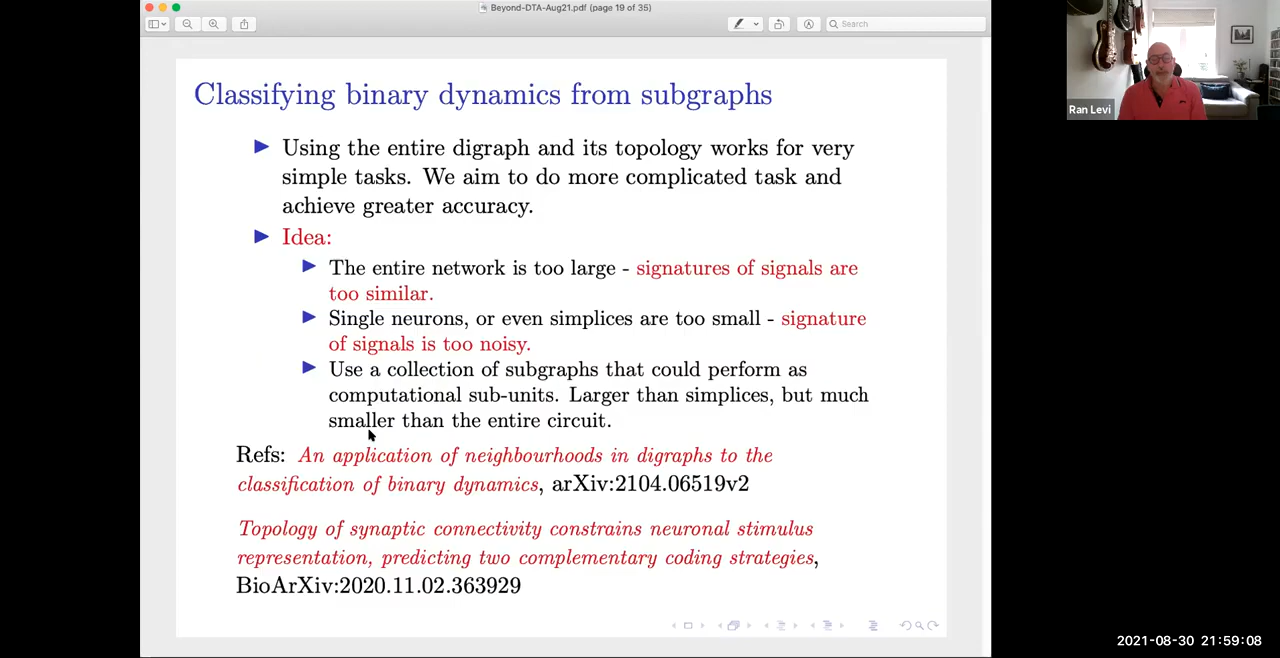 Beyond-DTA-Aug21.pdf (page 19 of 35)
Search
Classifying binary dynamics from subgraphs
Using the entire digraph and its topology works for very
simple tasks. We aim to do more complicated task and
achieve greater accuracy.
Idea:
The entire network is too large - signatures of signals are
too similar.
Single neurons, or even simplices are too small - signature
of signals is too noisy.
Use a collection of subgraphs that could perform as
computational sub-units. Larger than simplices, but much
smaller than the entire circuit.
Refs: An application of neighbourhoods in digraphs to the
classification of binary dynamics, arXiv:2104.06519v2
Topology of synaptic connectivity constrains neuronal stimulus
representation, predicting two complementary coding strategies,
BioArXiv:2020.11.02.363929
Ran Levi
2021-08-30 21:59:08